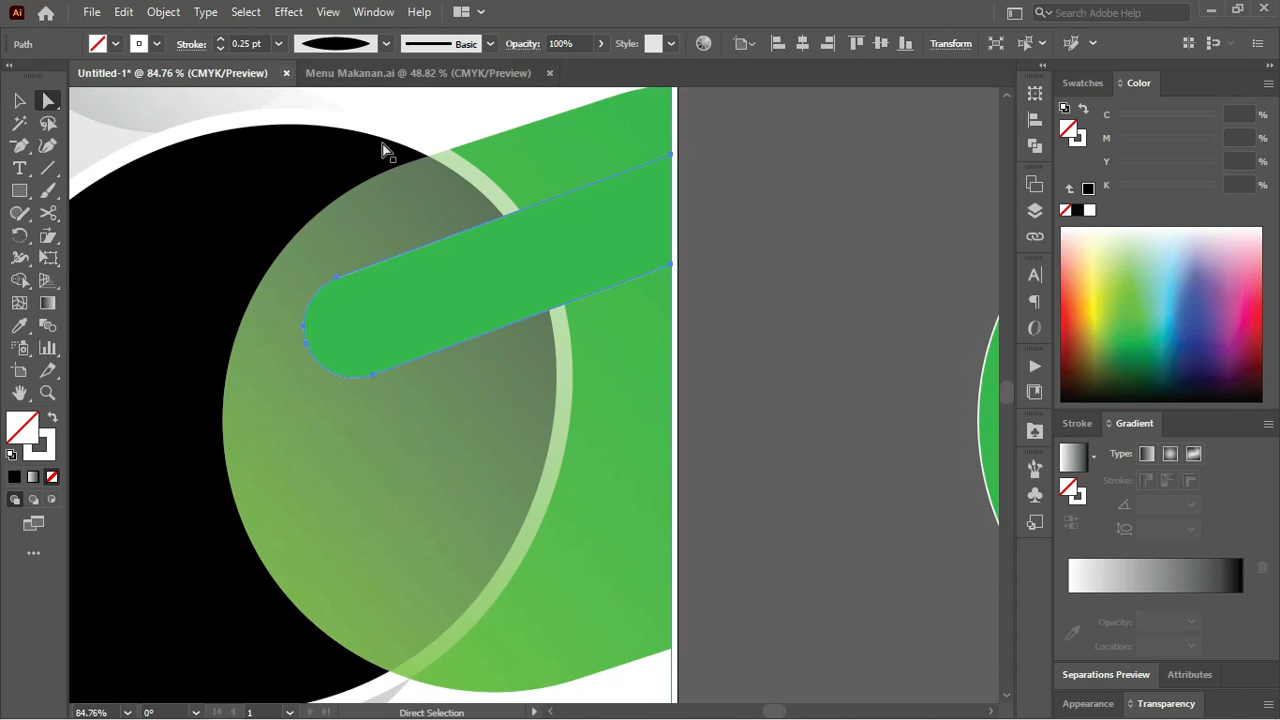 Ai File Edit Object Type Select Effect View Window Help Search Adobe Help
Path Stroke: 0.25 pt Basic Opacity: 100% Style: Transform
Untitled-1* @ 84.76 % (CMYK/Preview) Menu Makanan.ai @ 48.82 % (CMYK/Preview)
Swatches Color
C %
M %
Y %
K %
Stroke Gradient
Type:
Stroke:
Opacity:
Location:
Separations Preview Attributes
Appearance Transparency
84.76% 0° 1 Direct Selection